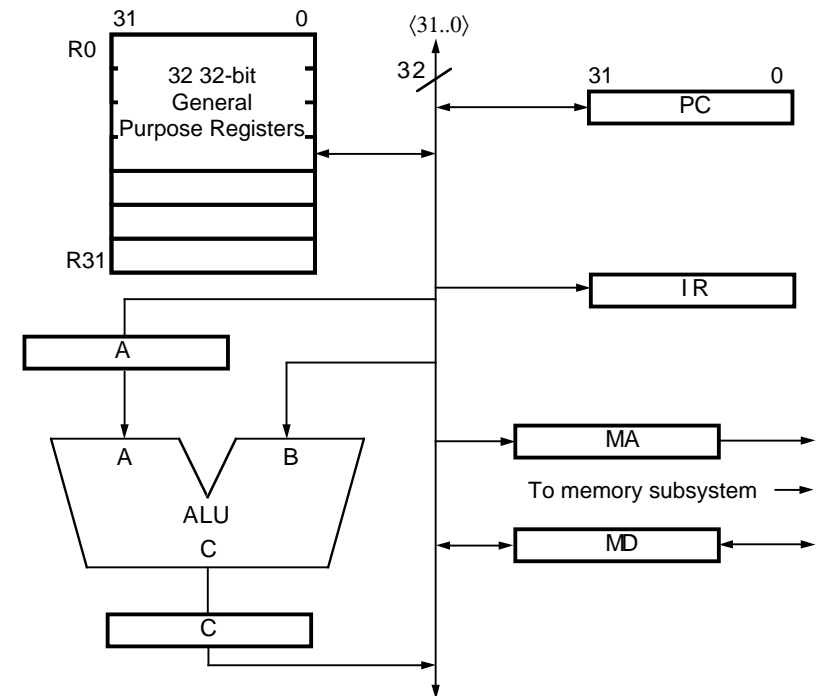 31 0
R0
32 32-bit
General
Purpose Registers
R31
⟨31..0⟩
32
31 0
PC
IR
A
A B
ALU
C
C
MA
To memory subsystem
MD